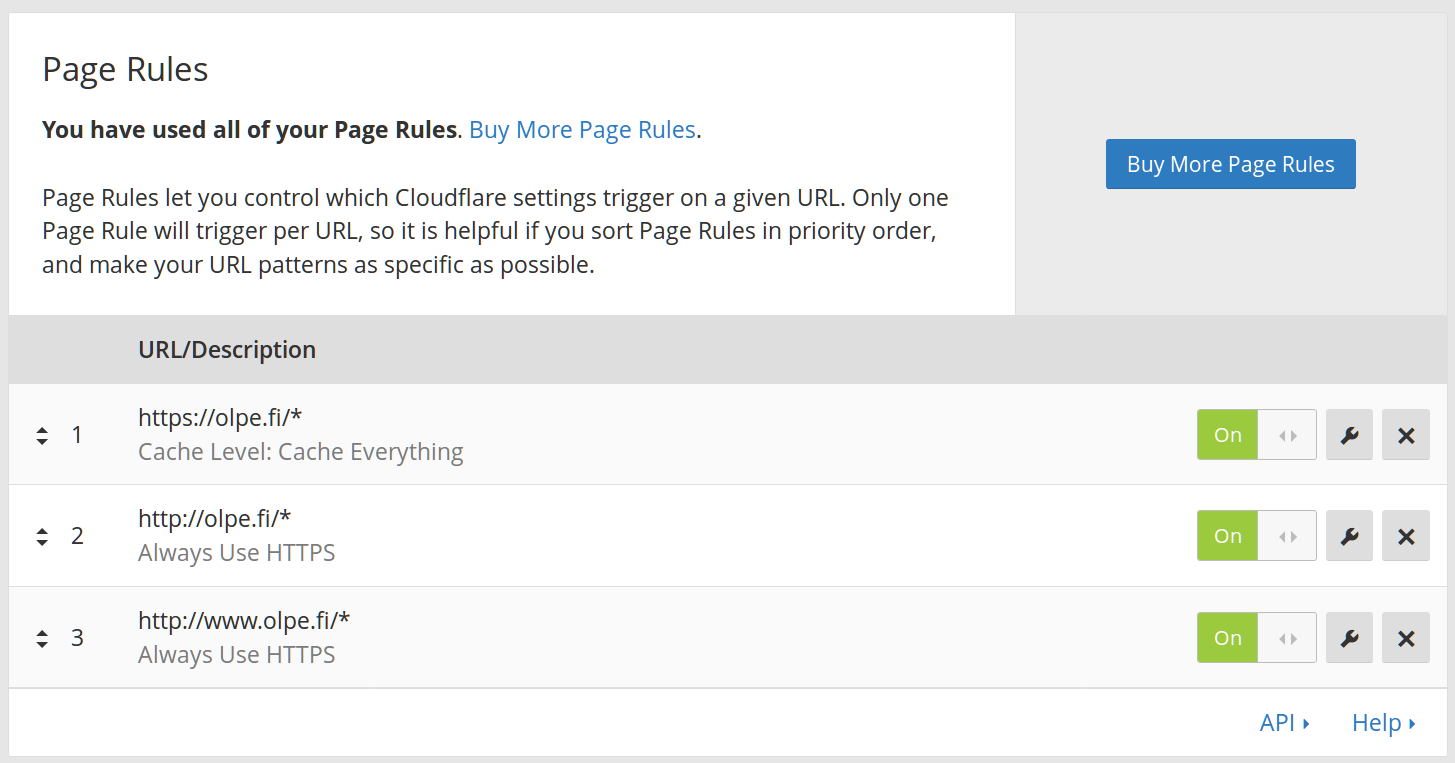 Page Rules
You have used all of your Page Rules. Buy More Page Rules.
Buy More Page Rules
Page Rules let you control which Cloudflare settings trigger on a given URL. Only one
Page Rule will trigger per URL, so it is helpful if you sort Page Rules in priority order,
and make your URL patterns as specific as possible.
URL/Description
1
https://olpe.fi/*
Cache Level: Cache Everything
On
2
http://olpe.fi/*
Always Use HTTPS
On
3
http://www.olpe.fi/*
Always Use HTTPS
On
API
Help